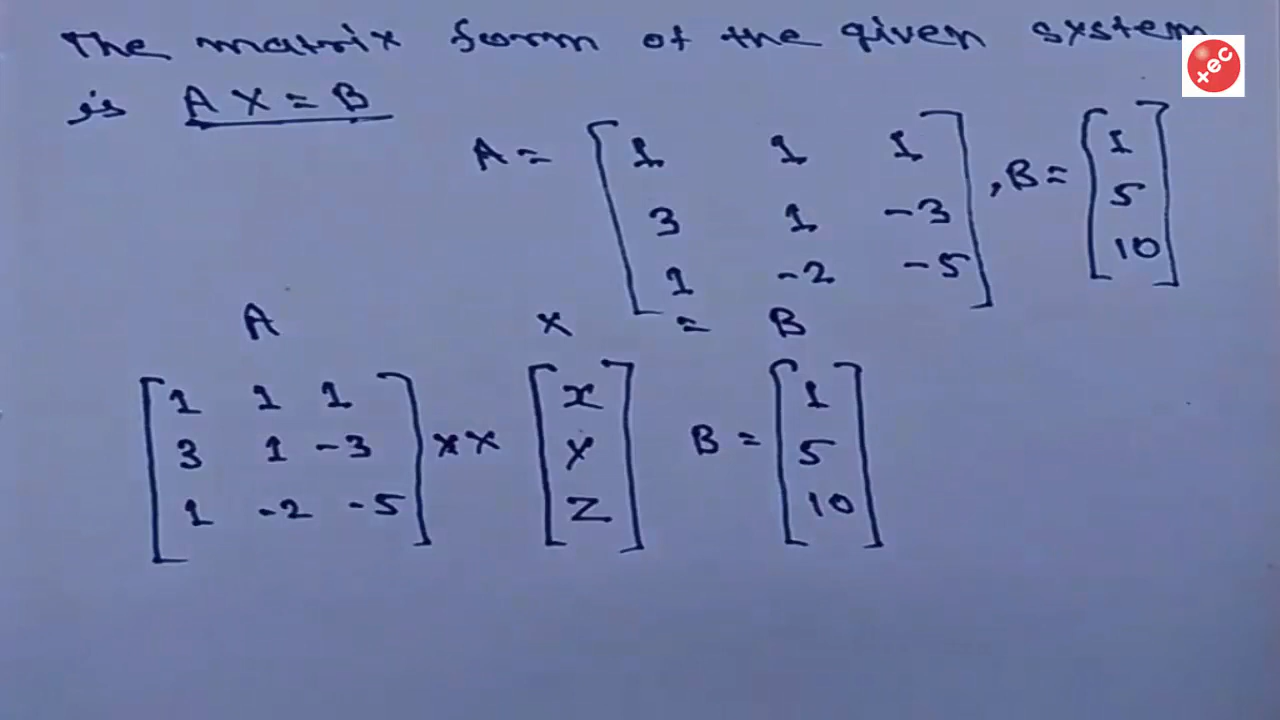 The matrix form of the given system
is AX = B
A = [1 1 1
3 1 -3
1 -2 -5] , B = [1
5
10]
A X = B
[1 1 1
3 1 -3
1 -2 -5] x x [x
y
z] B = [1
5
10]
xec